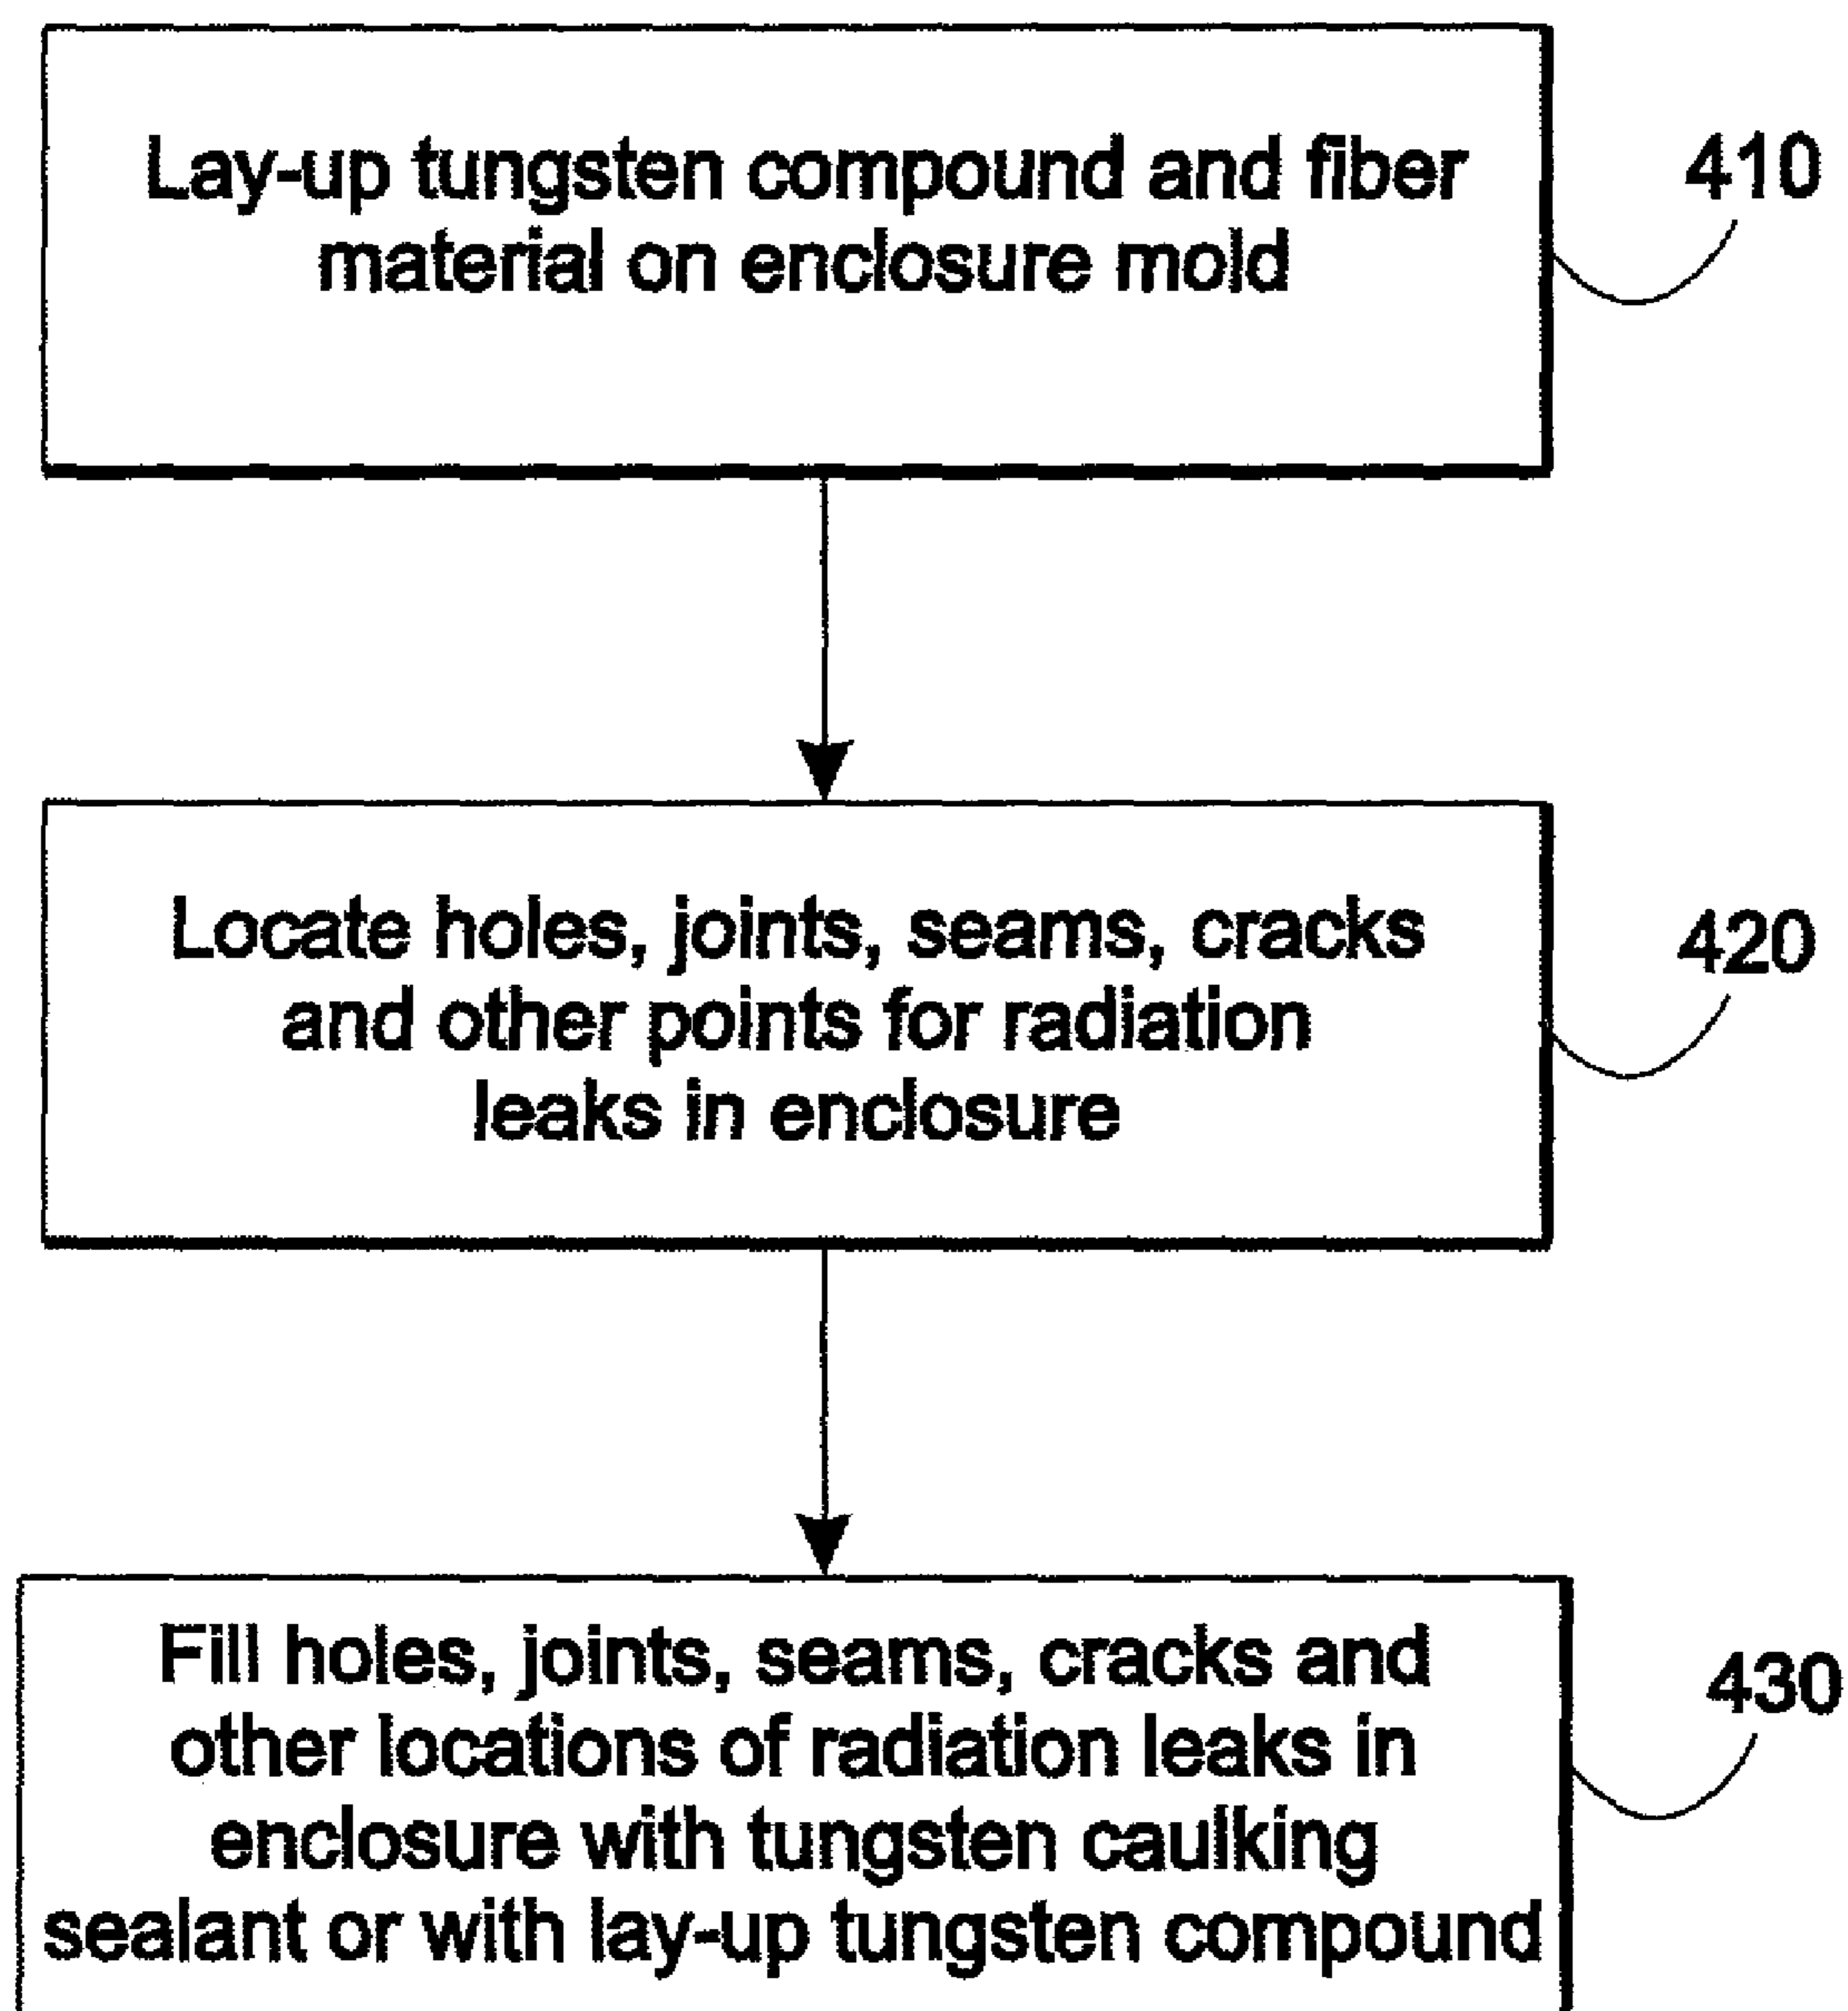 Lay-up tungsten compound and fiber
material on enclosure mold
410
Locate holes, joints, seams, cracks
and other points for radiation
leaks in enclosure
420
Fill holes, joints, seams, cracks and
other locations of radiation leaks in
enclosure with tungsten caulking
sealant or with lay-up tungsten compound
430